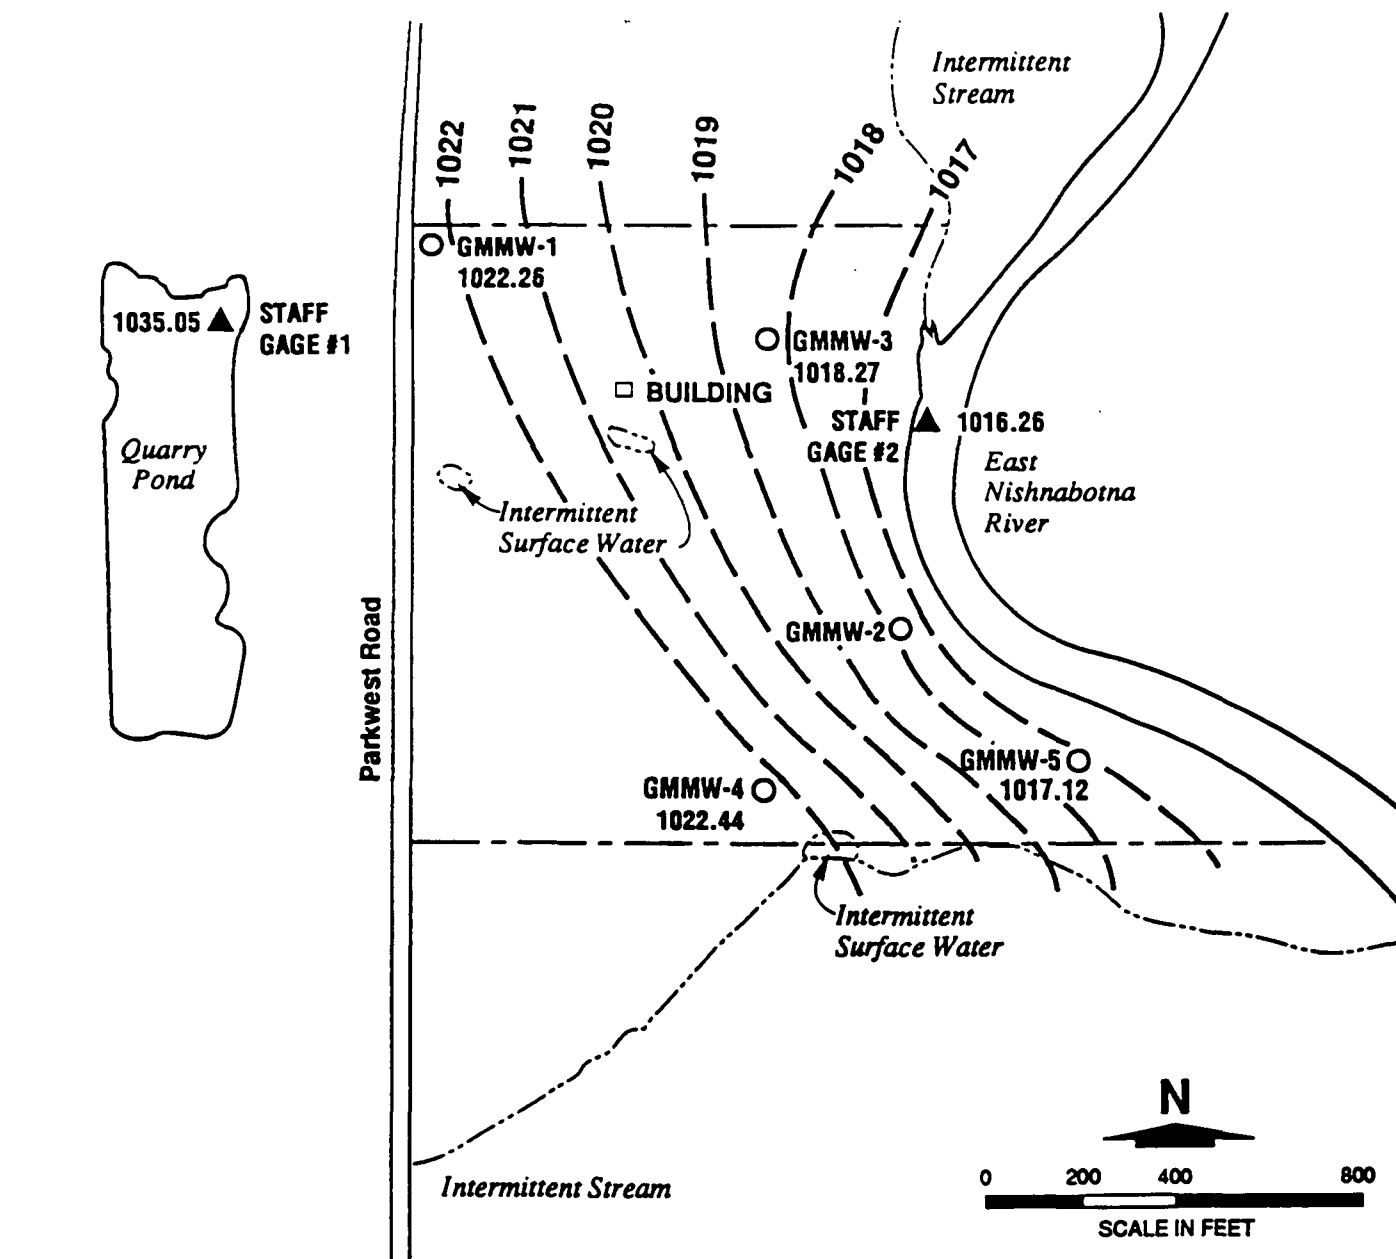 Intermittent
Stream
1022
1021
1020
1019
1018
1017
GMMW-1
1022.26
1035.05
STAFF
GAGE #1
GMMW-3
1018.27
BUILDING
STAFF
GAGE #2
1016.26
Quarry
Pond
East
Nishnabotna
River
Intermittent
Surface Water
Parkwest Road
GMMW-2
GMMW-5
1017.12
GMMW-4
1022.44
Intermittent
Surface Water
N
Intermittent Stream
0 200 400 800
SCALE IN FEET